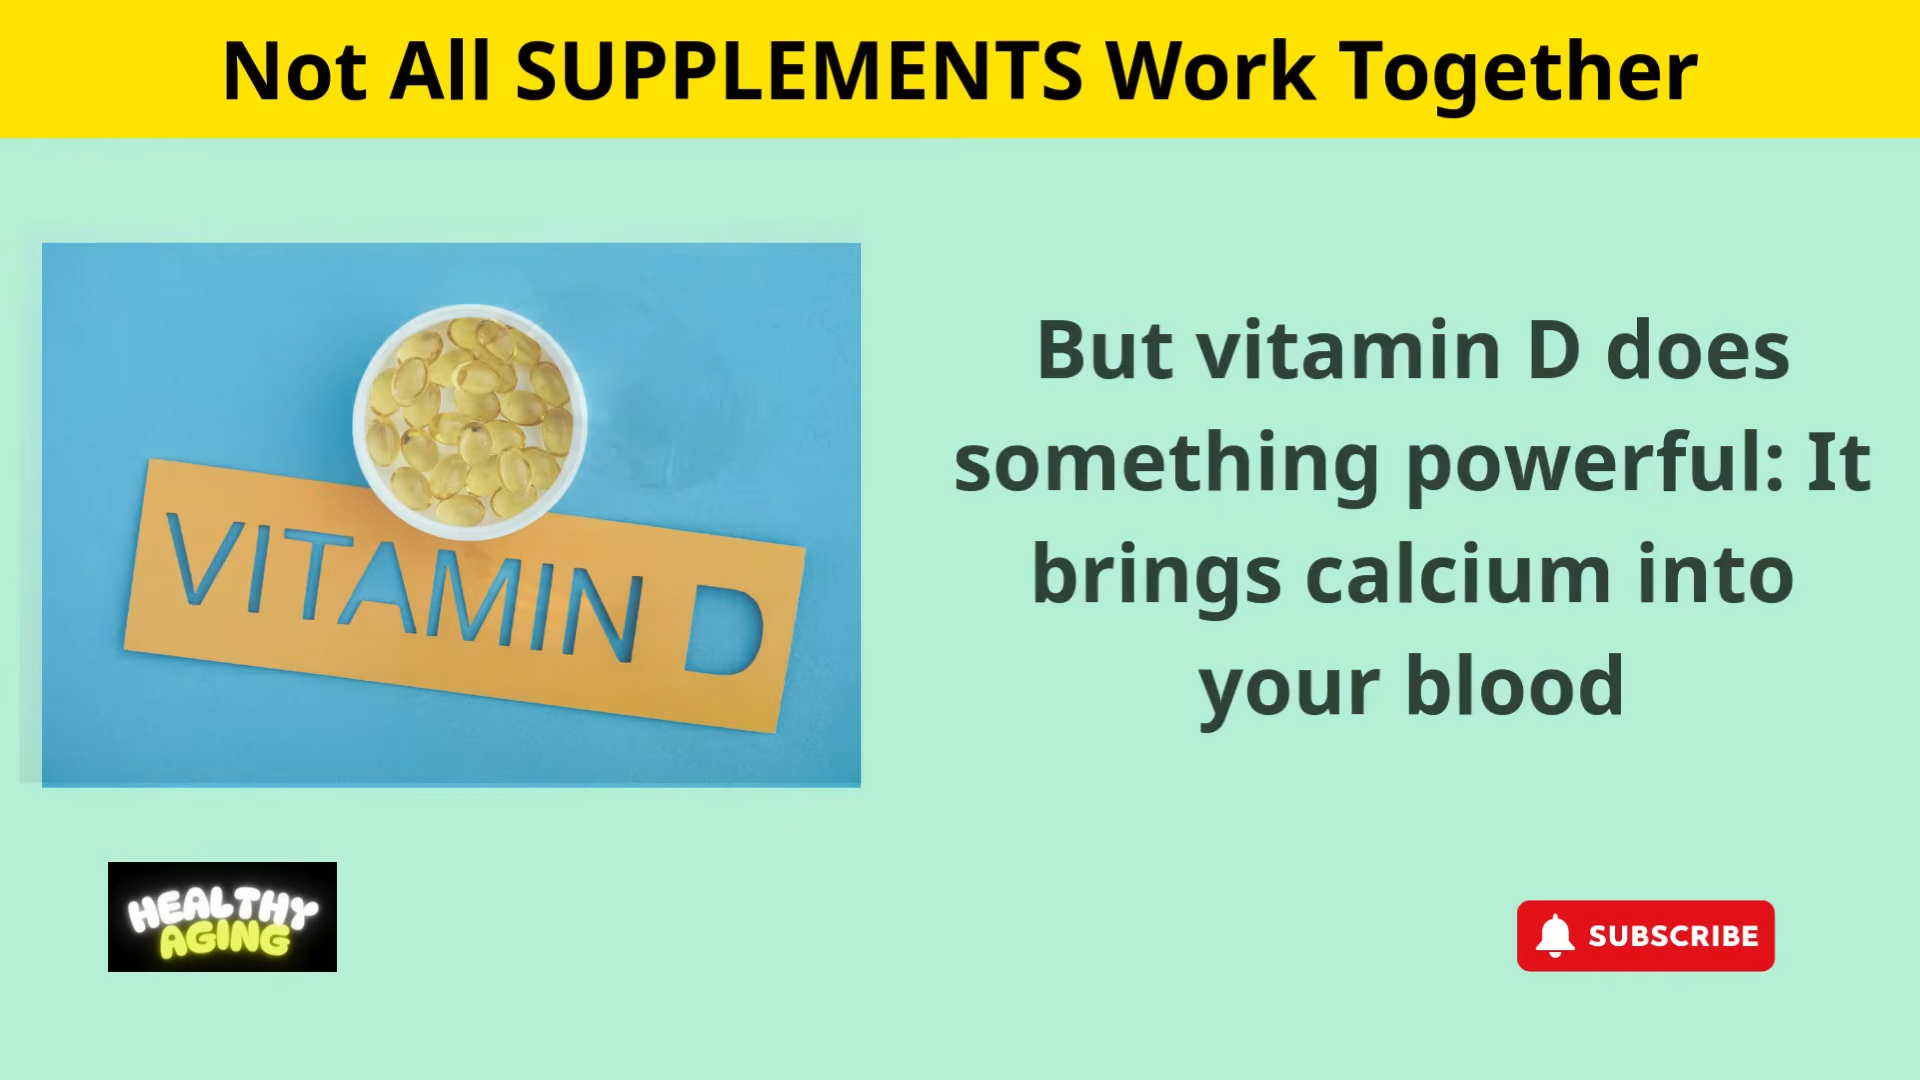 Not All SUPPLEMENTS Work Together
VITAMIN D
But vitamin D does
something powerful: It
brings calcium into
your blood
HEALTHY
AGING
SUBSCRIBE